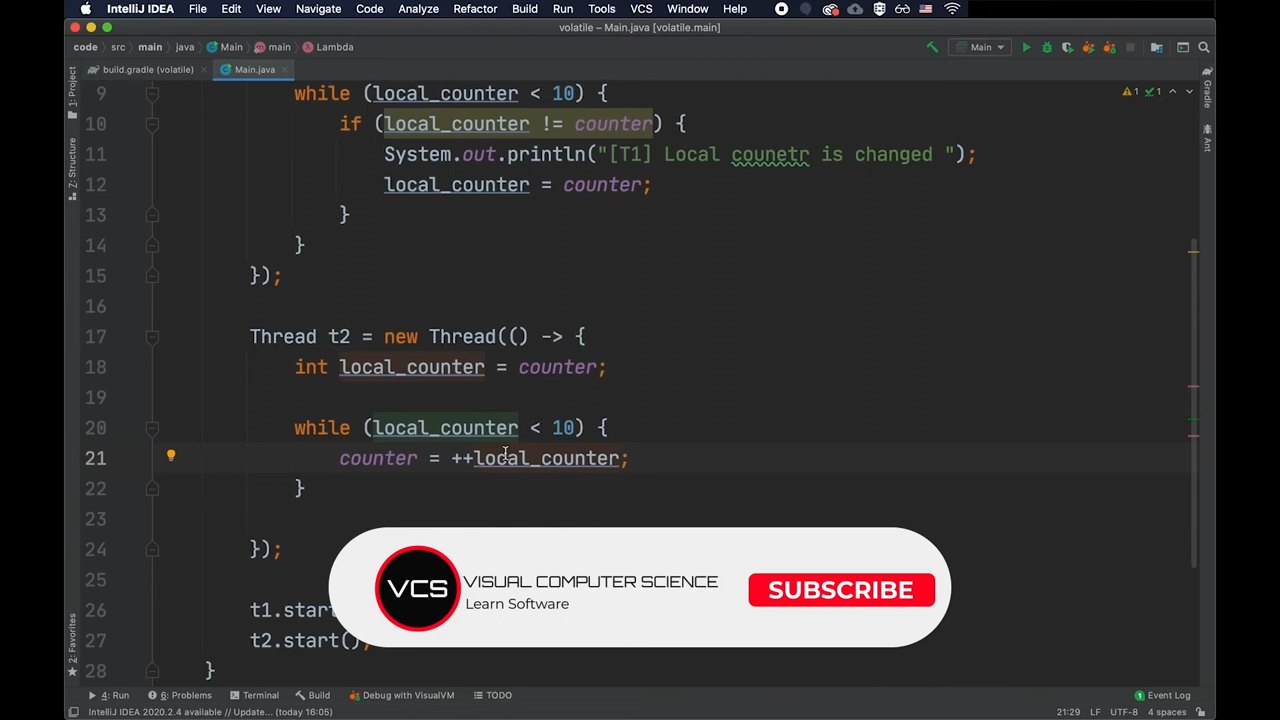 IntelliJ IDEA File Edit View Navigate Code Analyze Refactor Build Run Tools VCS Window Help
volatile – Main.java [volatile.main]
code src main java Main main Lambda Main
build.gradle (volatile) Main.java
1: Project
Z: Structure
2: Favorites
Gradle
Ant
1 1
9 while (local_counter < 10) {
10 if (local_counter != counter) {
11 System.out.println("[T1] Local counetr is changed ");
12 local_counter = counter;
13 }
14 }
15 });
16
17 Thread t2 = new Thread(() -> {
18 int local_counter = counter;
19
20 while (local_counter < 10) {
21 counter = ++local_counter;
22 }
23
24 });
25
26 t1.start
27 t2.start();
28 }
VCS VISUAL COMPUTER SCIENCE
Learn Software
SUBSCRIBE
4: Run 6: Problems Terminal Build Debug with VisualVM TODO 1 Event Log
IntelliJ IDEA 2020.2.4 available // Update... (today 16:05) 21:29 LF UTF-8 4 spaces